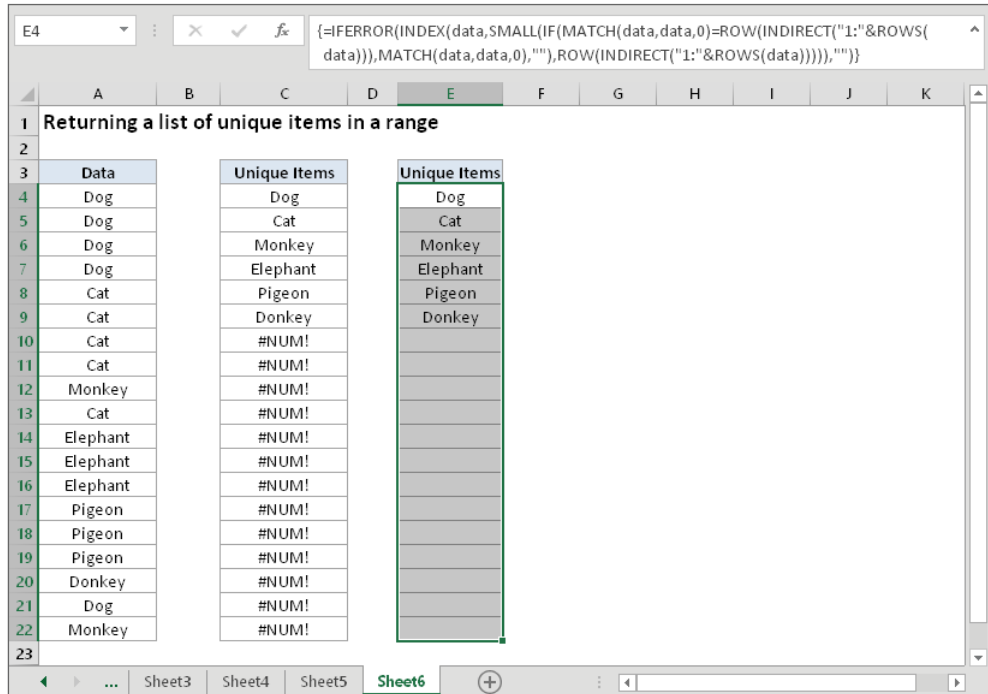 E4 fx {=IFERROR(INDEX(data,SMALL(IF(MATCH(data,data,0)=ROW(INDIRECT("1:"&ROWS(
data))),MATCH(data,data,0),""),ROW(INDIRECT("1:"&ROWS(data))))),"")}
A B C D E F G H I J K
1 Returning a list of unique items in a range
2
3 Data Unique Items Unique Items
4 Dog Dog Dog
5 Dog Cat Cat
6 Dog Monkey Monkey
7 Dog Elephant Elephant
8 Cat Pigeon Pigeon
9 Cat Donkey Donkey
10 Cat #NUM!
11 Cat #NUM!
12 Monkey #NUM!
13 Cat #NUM!
14 Elephant #NUM!
15 Elephant #NUM!
16 Elephant #NUM!
17 Pigeon #NUM!
18 Pigeon #NUM!
19 Pigeon #NUM!
20 Donkey #NUM!
21 Dog #NUM!
22 Monkey #NUM!
23
... Sheet3 Sheet4 Sheet5 Sheet6